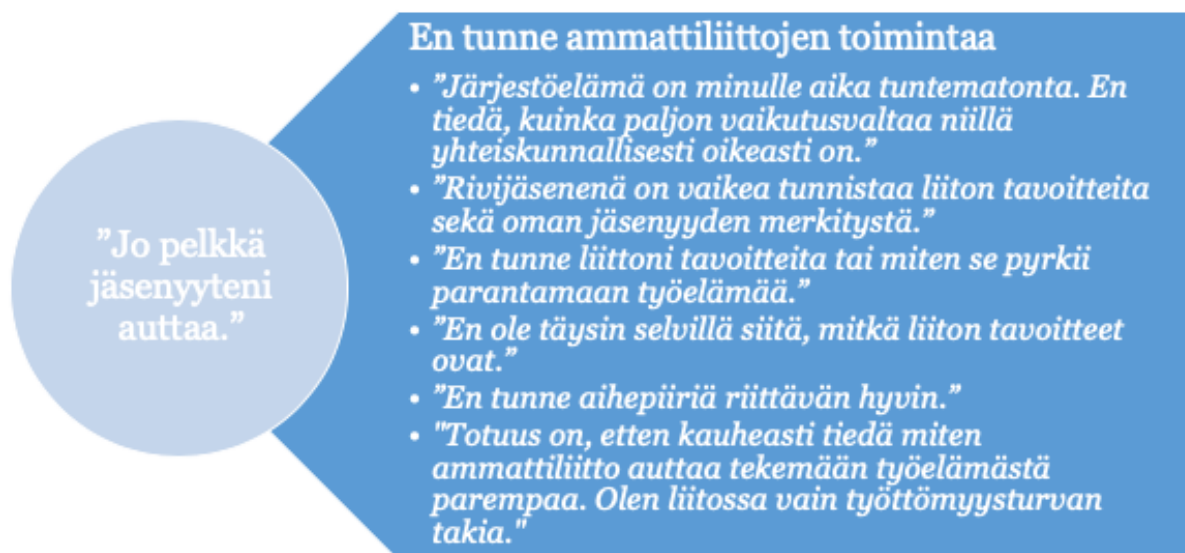 ”Jo pelkkä
jäsenyyteni
auttaa.”
En tunne ammattiliittojen toimintaa
• ”Järjestöelämä on minulle aika tuntematonta. En
tiedä, kuinka paljon vaikutusvaltaa niillä
yhteiskunnallisesti oikeasti on.”
• ”Rivijäsenenä on vaikea tunnistaa liiton tavoitteita
sekä oman jäsenyyden merkitystä.”
• ”En tunne liittoni tavoitteita tai miten se pyrkii
parantamaan työelämää.”
• ”En ole täysin selvillä siitä, mitkä liiton tavoitteet
ovat.”
• ”En tunne aihepiiriä riittävän hyvin.”
• "Totuus on, etten kauheasti tiedä miten
ammattiliitto auttaa tekemään työelämästä
parempaa. Olen liitossa vain työttömyysturvan
takia."